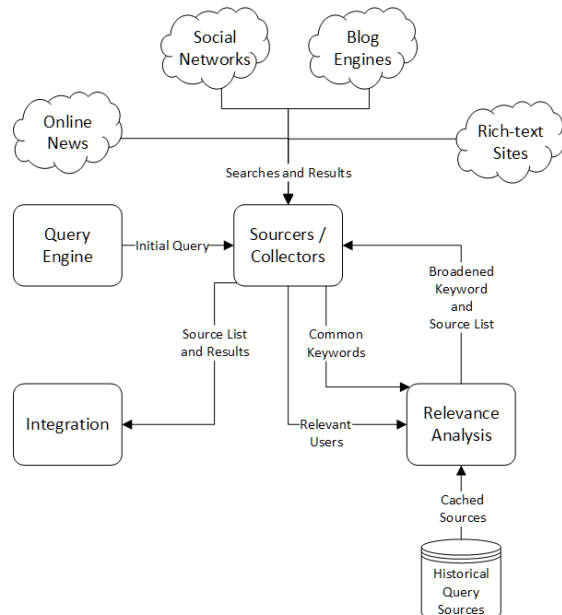 Social
Networks
Blog
Engines
Online
News
Rich-text
Sites
Searches and Results
Query
Engine
Initial Query
Sourcers /
Collectors
Broadened
Keyword
and
Source List
Source List
and Results
Common
Keywords
Integration
Relevant
Users
Relevance
Analysis
Cached
Sources
Historical
Query
Sources